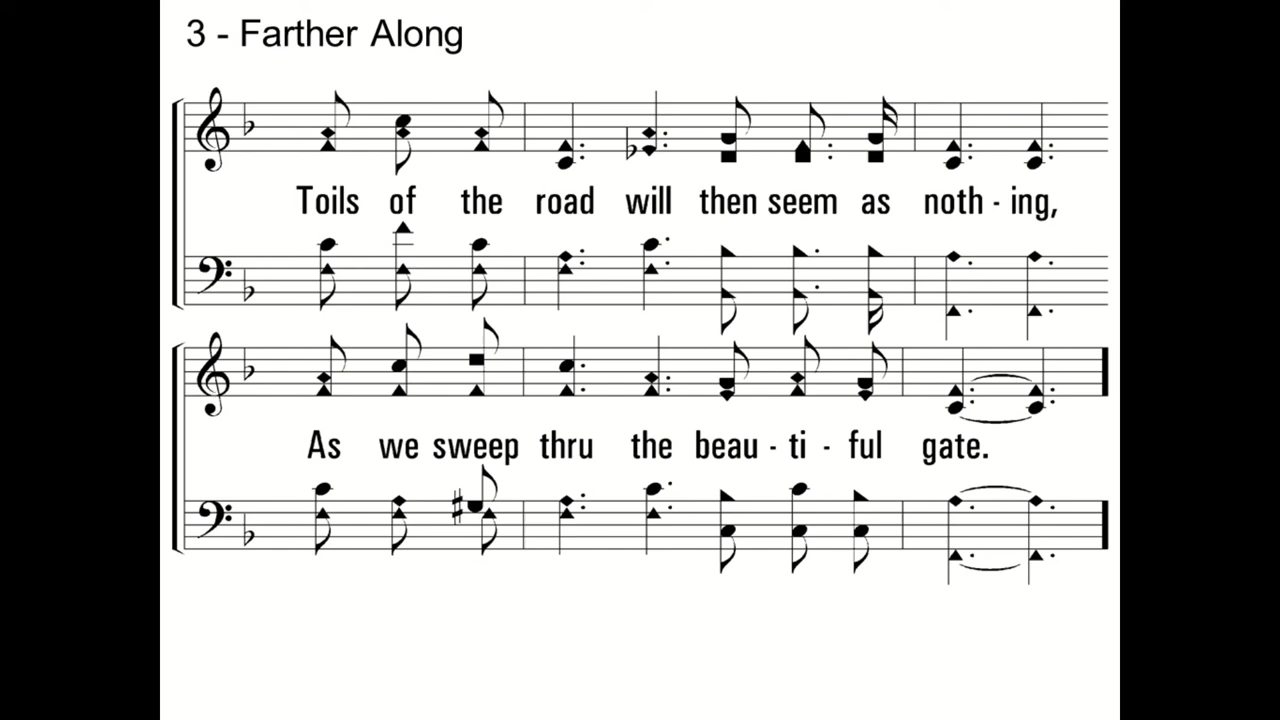 3 - Farther Along
Toils of the road will then seem as noth - ing,
As we sweep thru the beau - ti - ful gate.